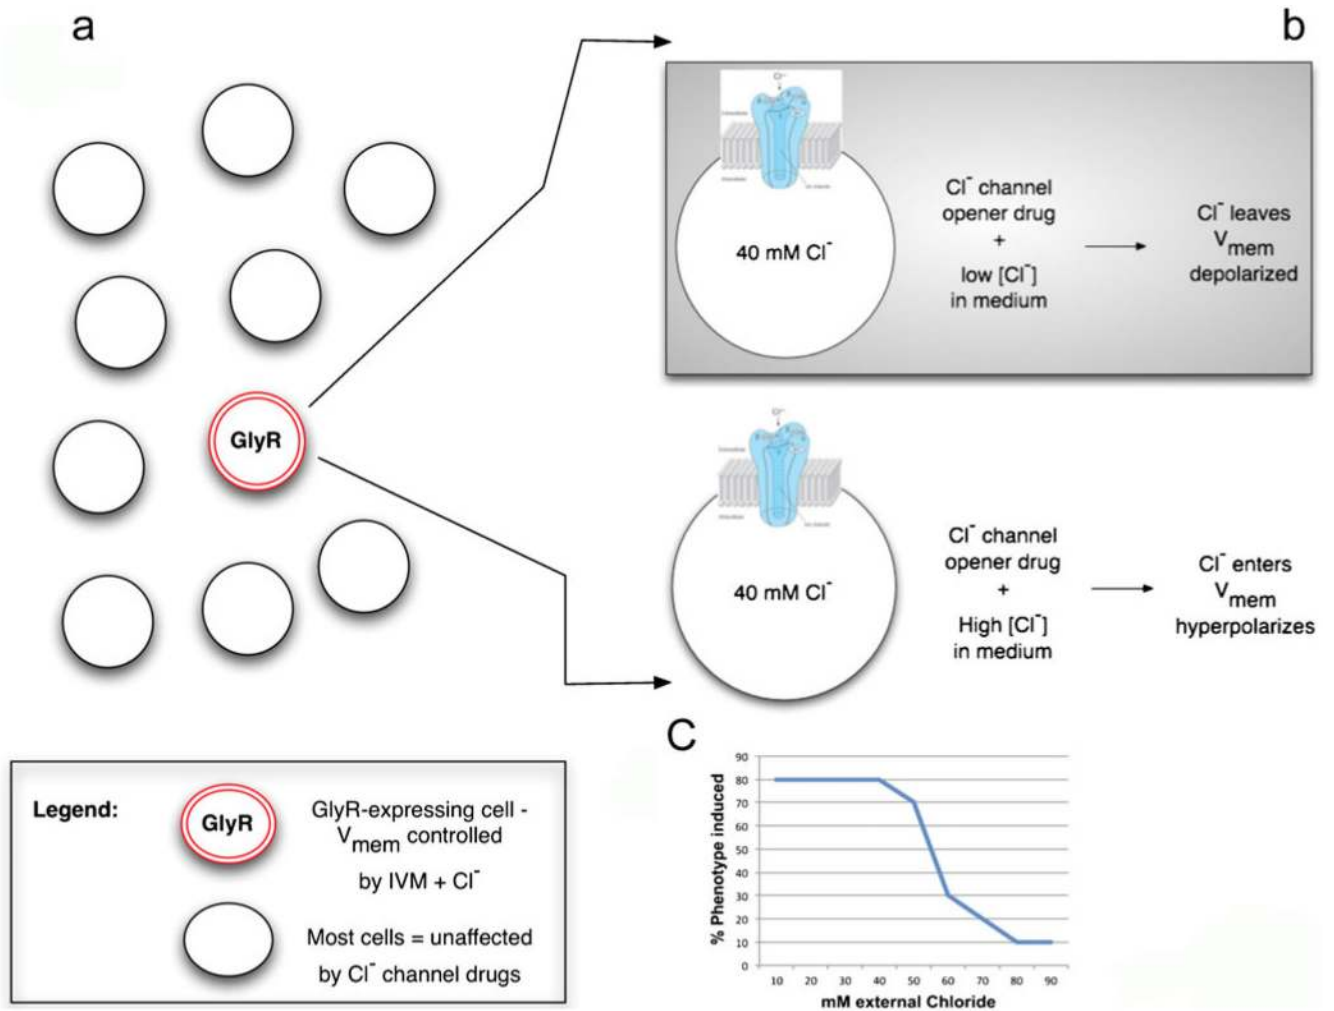 a
b
Cl⁻ channel
opener drug
+
low [Cl⁻]
in medium
Cl⁻ leaves
Vmem
depolarized
40 mM Cl⁻
GlyR
Cl⁻ channel
opener drug
+
High [Cl⁻]
in medium
Cl⁻ enters
Vmem
hyperpolarizes
40 mM Cl⁻
Legend:
GlyR
GlyR-expressing cell -
Vmem controlled
by IVM + Cl⁻
Most cells = unaffected
by Cl⁻ channel drugs
C
% Phenotype induced
90
80
70
60
50
40
30
20
10
0
10 20 30 40 50 60 70 80 90
mM external Chloride